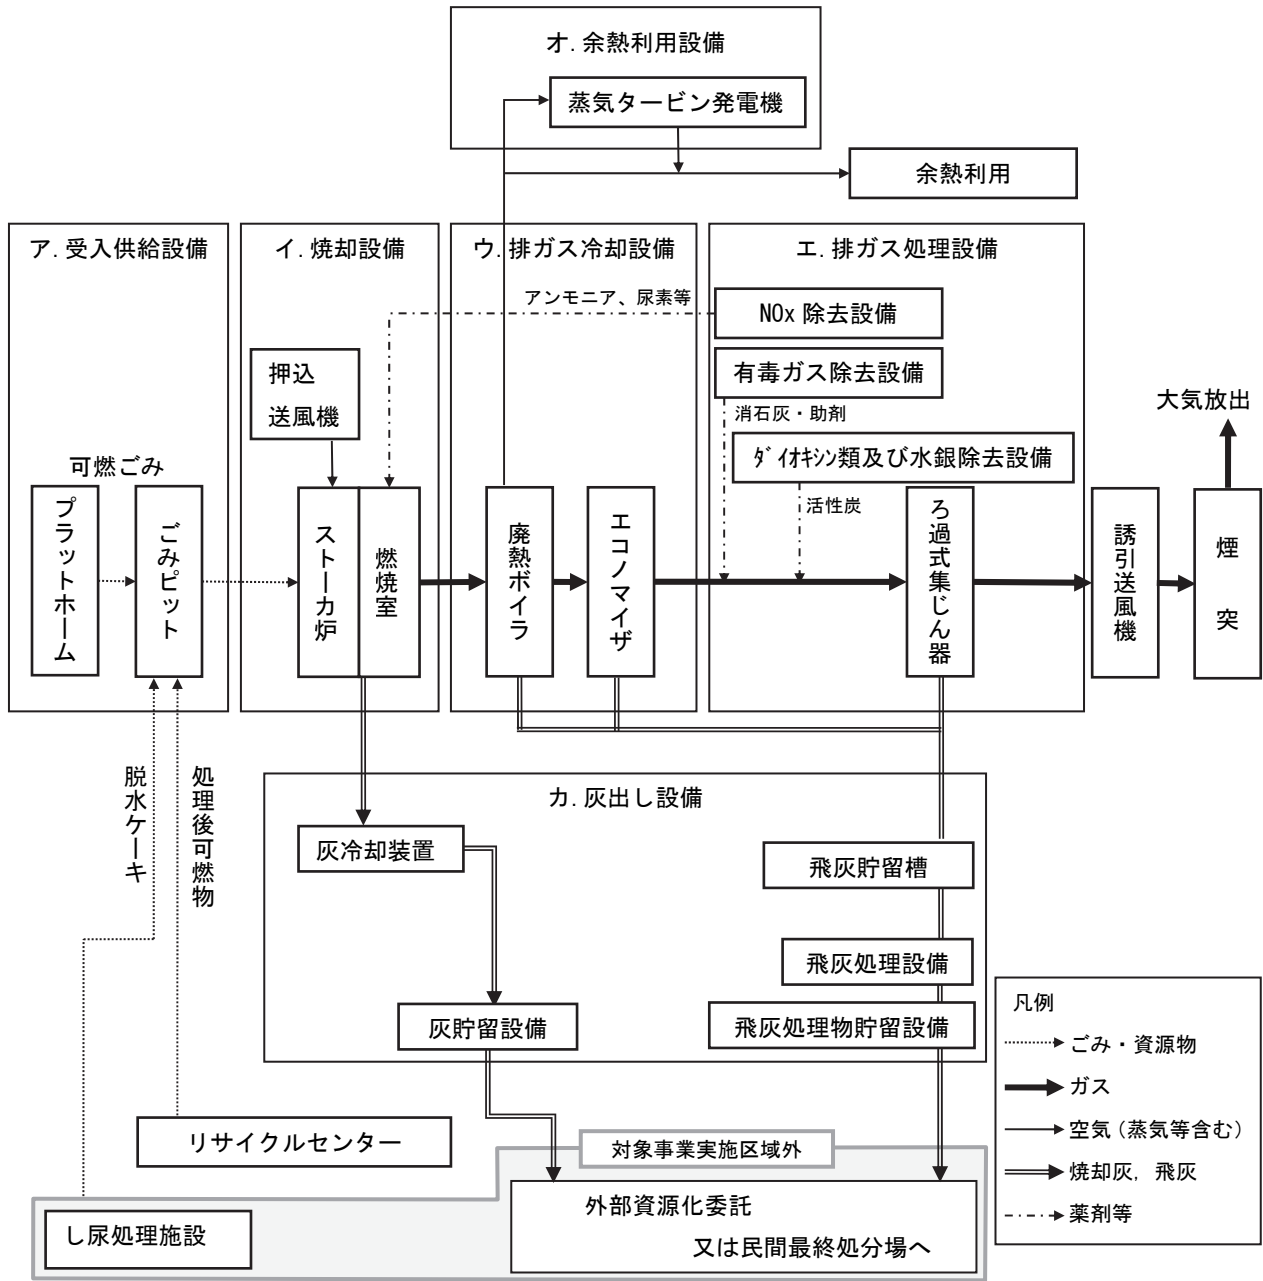 オ. 余熱利用設備
蒸気タービン発電機
余熱利用
ア. 受入供給設備
イ. 焼却設備
ウ. 排ガス冷却設備
エ. 排ガス処理設備
アンモニア、尿素等
NOx 除去設備
押込
送風機
有毒ガス除去設備
消石灰・助剤
ダイオキシン類及び水銀除去設備
活性炭
大気放出
可燃ごみ
プラットホーム
ごみピット
ストーカ炉
燃焼室
廃熱ボイラ
エコノマイザ
ろ過式集じん器
誘引送風機
煙突
脱水ケーキ
処理後可燃物
カ. 灰出し設備
灰冷却装置
飛灰貯留槽
飛灰処理設備
灰貯留設備
飛灰処理物貯留設備
リサイクルセンター
対象事業実施区域外
し尿処理施設
外部資源化委託
又は民間最終処分場へ
凡例
ごみ・資源物
ガス
空気(蒸気等含む)
焼却灰, 飛灰
薬剤等